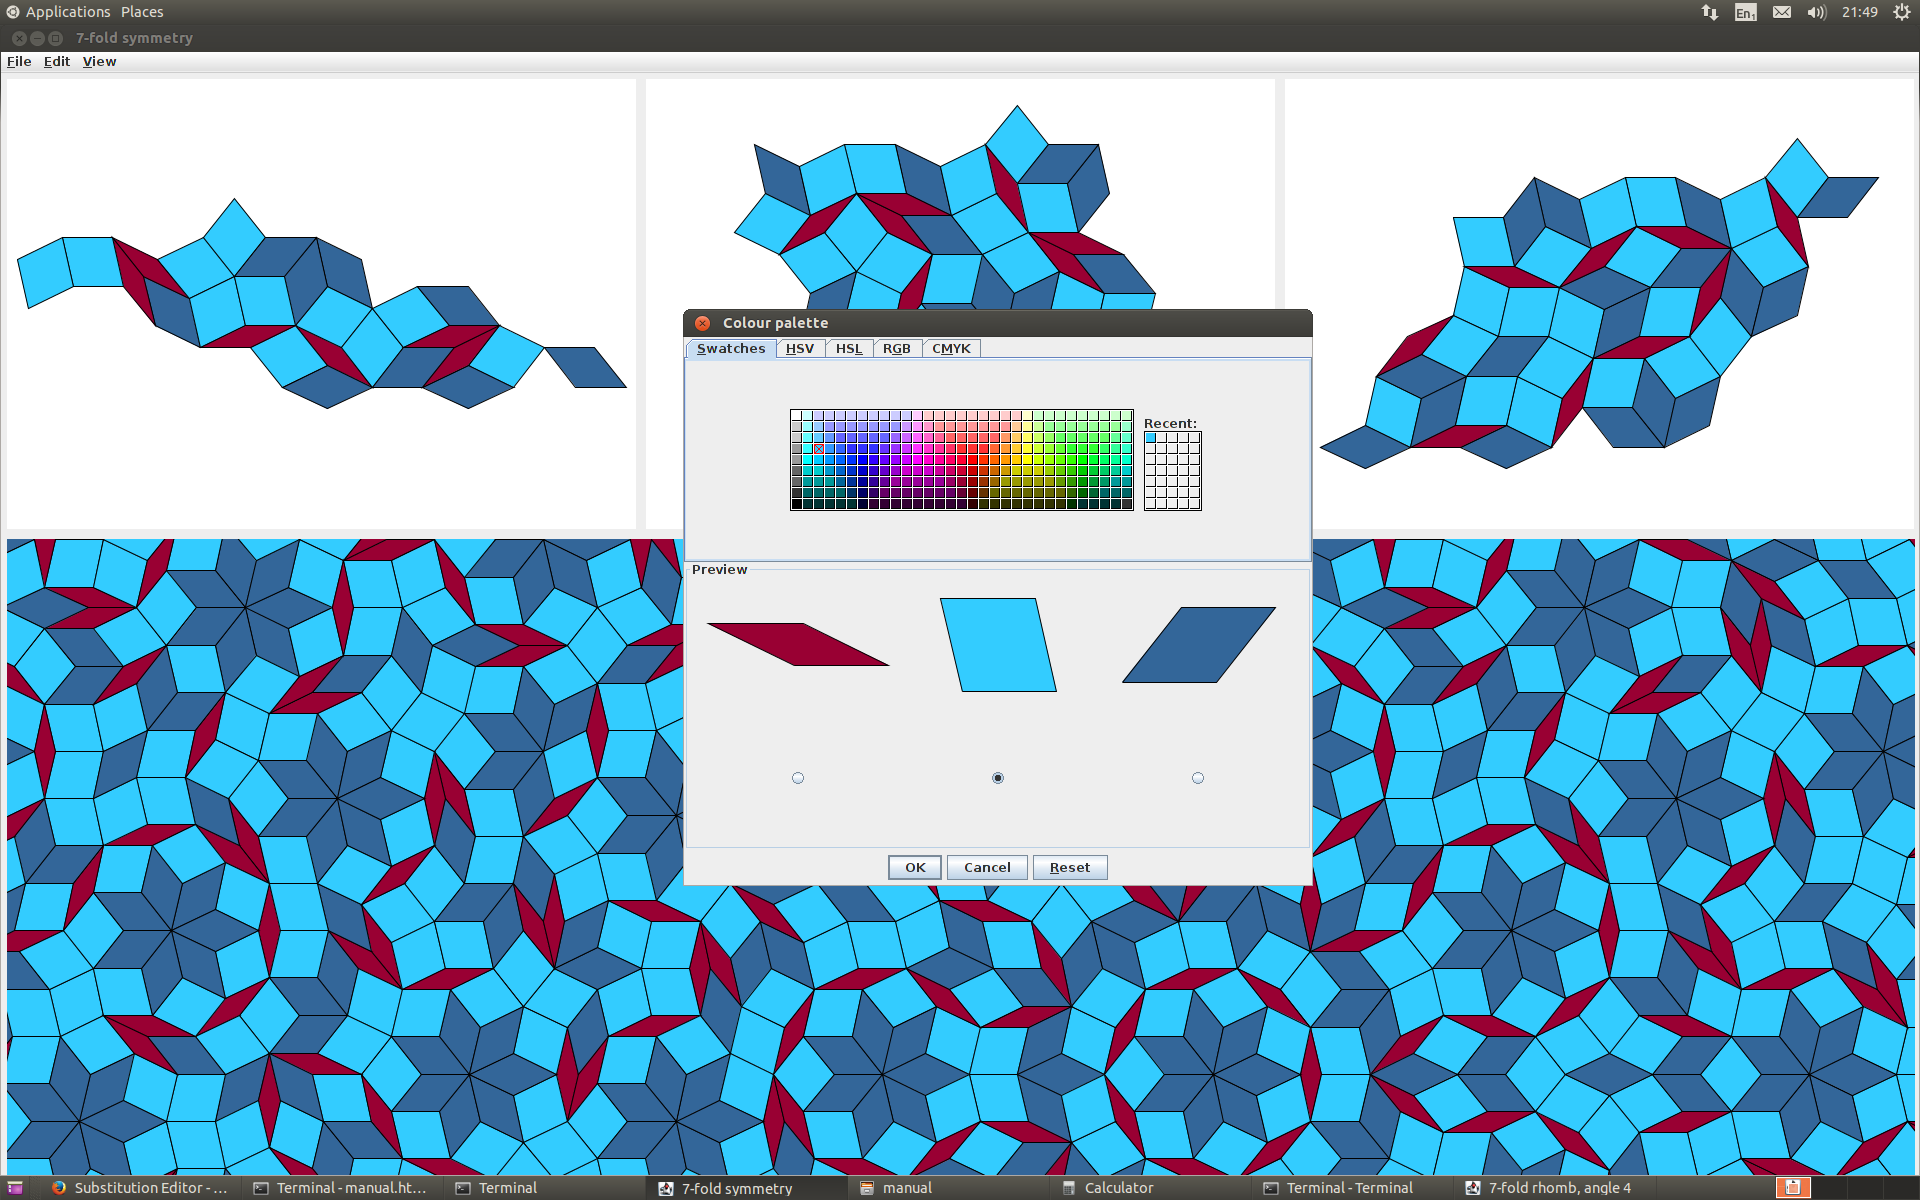 Applications Places
En1 21:49
7-fold symmetry
File Edit View
Colour palette
Swatches HSV HSL RGB CMYK
Recent:
Preview
OK Cancel Reset
Substitution Editor - ... Terminal - manual.ht... Terminal 7-fold symmetry manual Calculator Terminal - Terminal 7-fold rhomb, angle 4